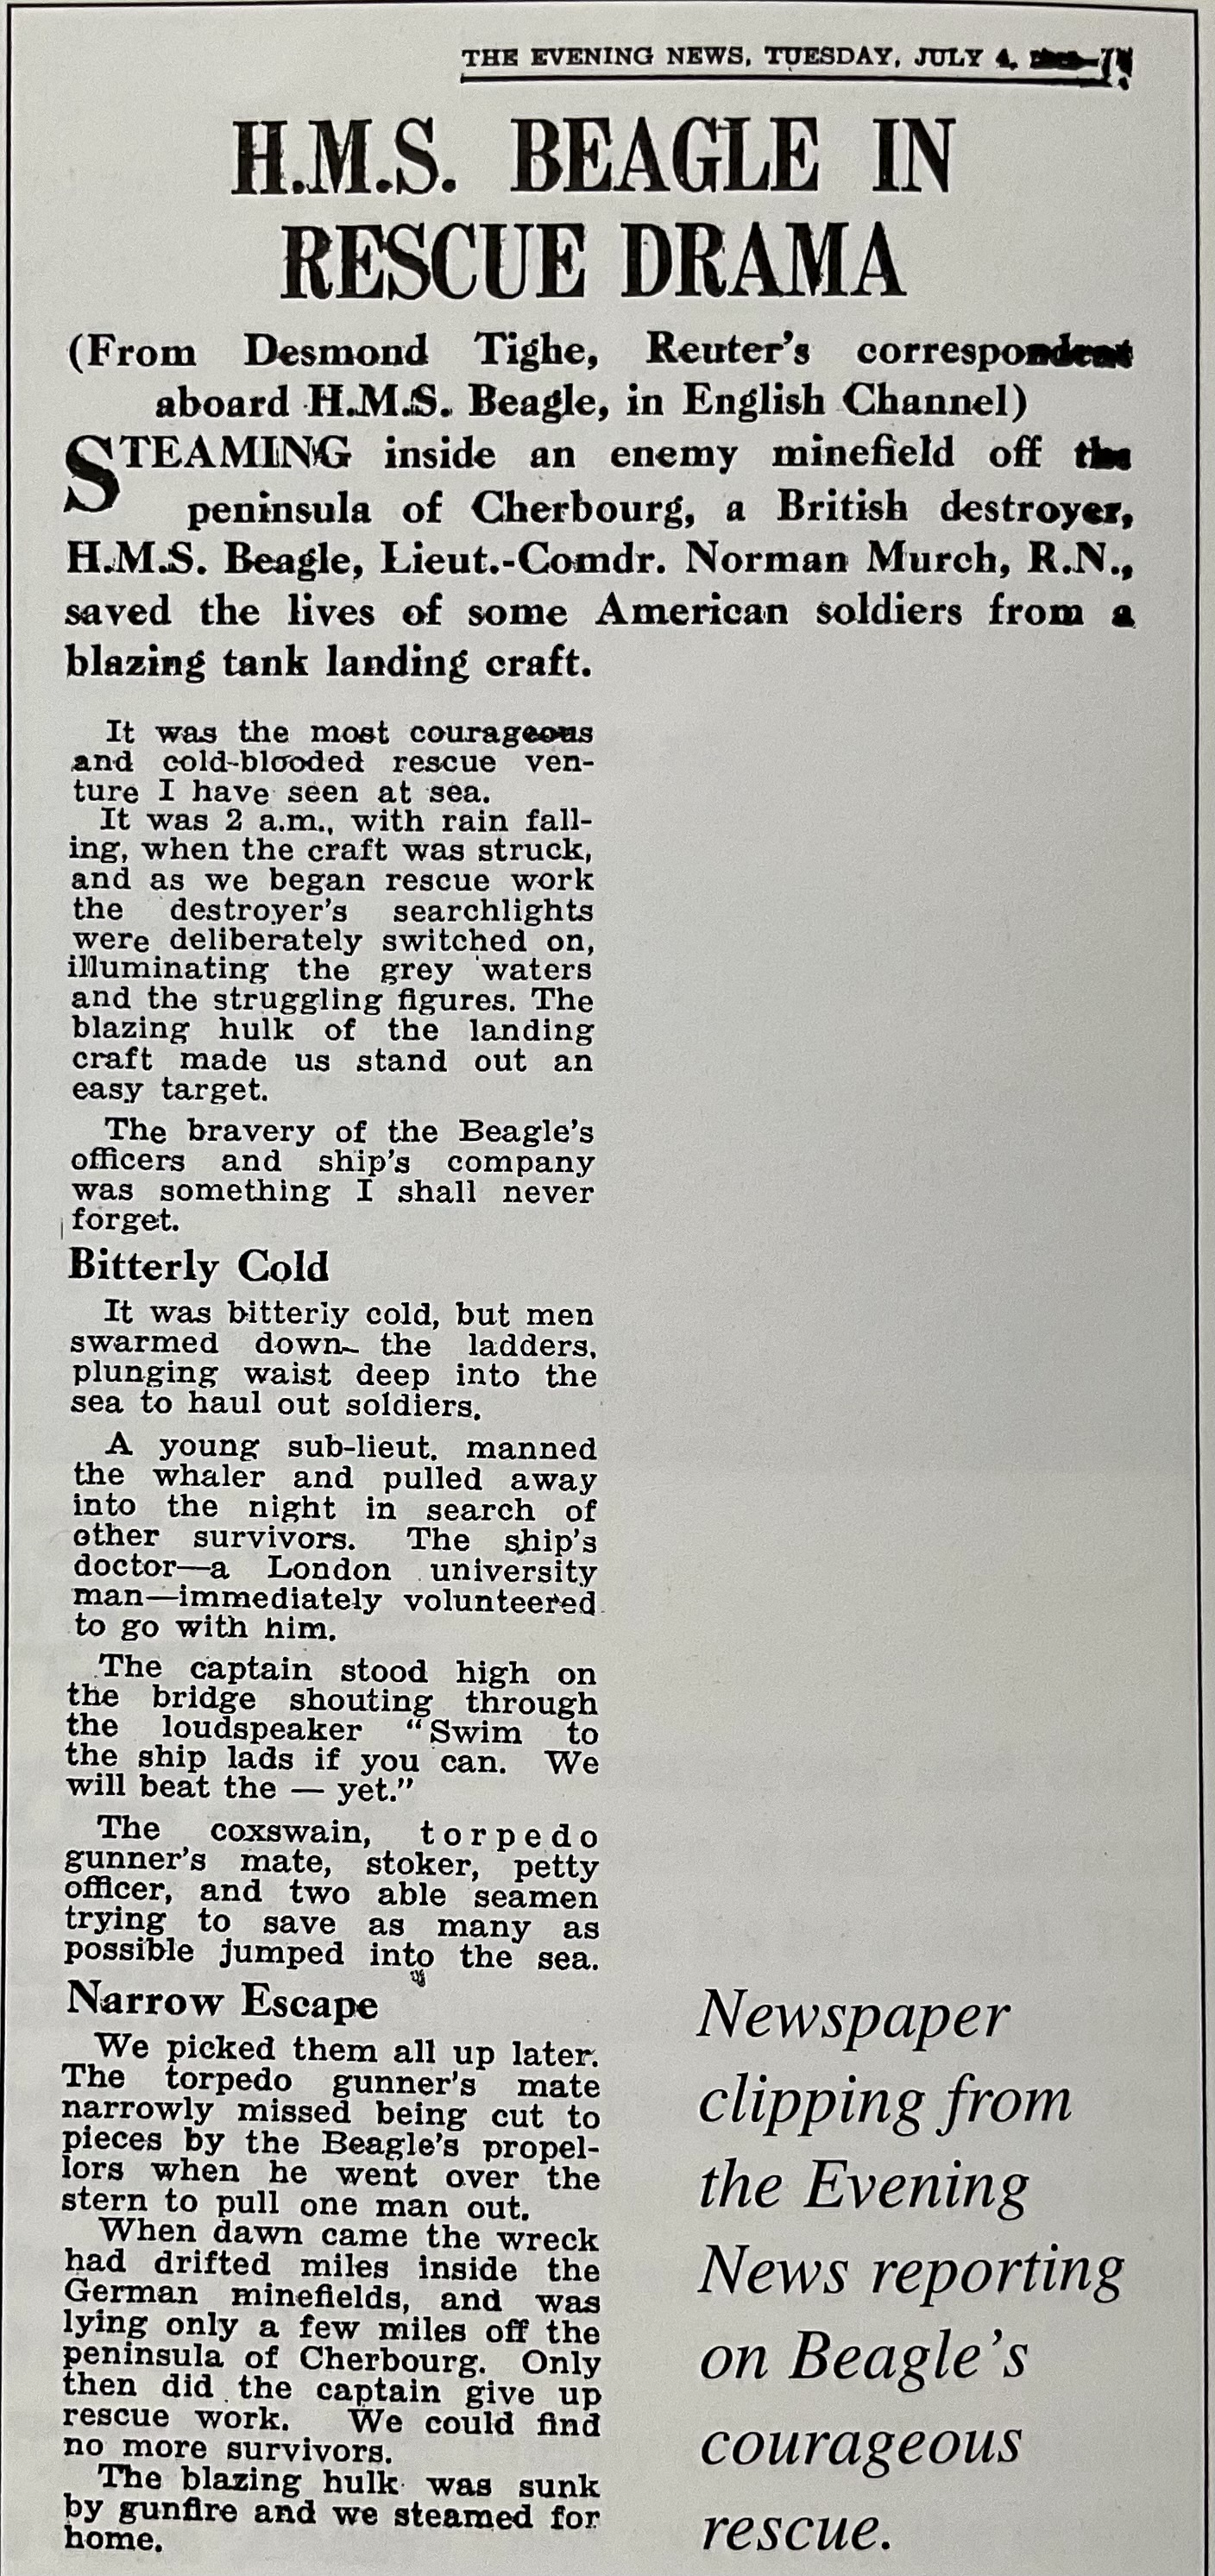 THE EVENING NEWS, TUESDAY, JULY 4,
H.M.S. BEAGLE IN
RESCUE DRAMA
(From Desmond Tighe, Reuter's correspondent
aboard H.M.S. Beagle, in English Channel)
STEAMING inside an enemy minefield off the
peninsula of Cherbourg, a British destroyer,
H.M.S. Beagle, Lieut.-Comdr. Norman Murch, R.N.,
saved the lives of some American soldiers from a
blazing tank landing craft.
It was the most courageous
and cold-blooded rescue ven-
ture I have seen at sea.
It was 2 a.m., with rain fall-
ing, when the craft was struck,
and as we began rescue work
the destroyer's searchlights
were deliberately switched on,
illuminating the grey waters
and the struggling figures. The
blazing hulk of the landing
craft made us stand out an
easy target.
The bravery of the Beagle's
officers and ship's company
was something I shall never
forget.
Bitterly Cold
It was bitterly cold, but men
swarmed down the ladders,
plunging waist deep into the
sea to haul out soldiers.
A young sub-lieut. manned
the whaler and pulled away
into the night in search of
other survivors. The ship's
doctor—a London university
man—immediately volunteered
to go with him.
The captain stood high on
the bridge shouting through
the loudspeaker "Swim to
the ship lads if you can. We
will beat the — yet."
The coxswain, torpedo
gunner's mate, stoker, petty
officer, and two able seamen
trying to save as many as
possible jumped into the sea.
Narrow Escape
We picked them all up later.
The torpedo gunner's mate
narrowly missed being cut to
pieces by the Beagle's propel-
lors when he went over the
stern to pull one man out.
When dawn came the wreck
had drifted miles inside the
German minefields, and was
lying only a few miles off the
peninsula of Cherbourg. Only
then did the captain give up
rescue work. We could find
no more survivors.
The blazing hulk was sunk
by gunfire and we steamed for
home.
Newspaper
clipping from
the Evening
News reporting
on Beagle's
courageous
rescue.